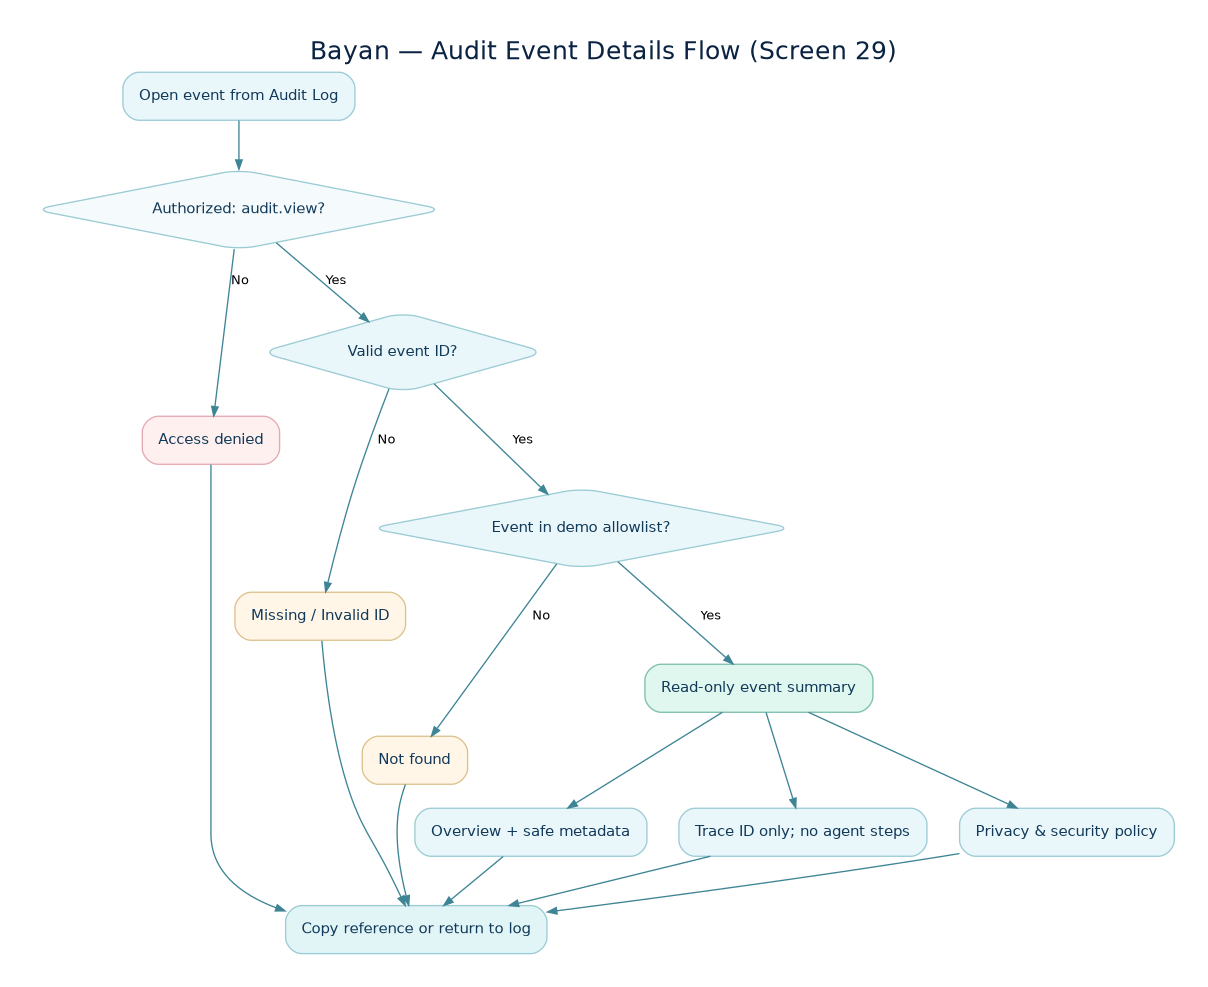 Bayan — Audit Event Details Flow (Screen 29)
Open event from Audit Log
Authorized: audit.view?
No
Yes
Valid event ID?
Access denied
No
Yes
Event in demo allowlist?
Missing / Invalid ID
No
Yes
Read-only event summary
Not found
Overview + safe metadata
Trace ID only; no agent steps
Privacy & security policy
Copy reference or return to log